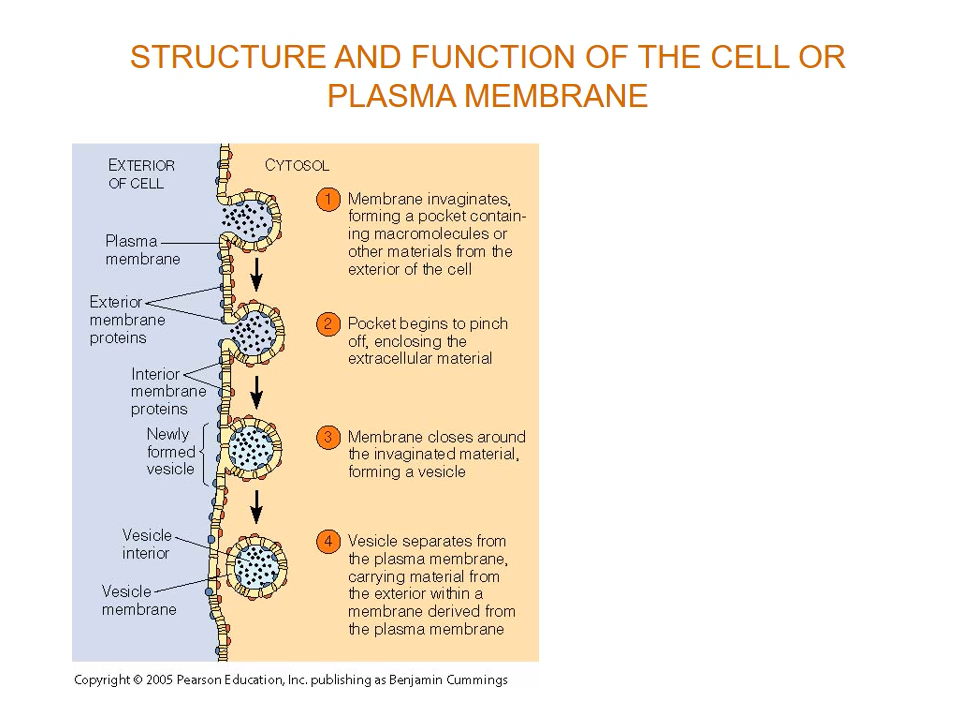 STRUCTURE AND FUNCTION OF THE CELL OR
PLASMA MEMBRANE
EXTERIOR
OF CELL
CYTOSOL
1
Membrane invaginates,
forming a pocket contain-
ing macromolecules or
other materials from the
exterior of the cell
Plasma
membrane
Exterior
membrane
proteins
2
Pocket begins to pinch
off, enclosing the
extracellular material
Interior
membrane
proteins
Newly
formed
vesicle
3
Membrane closes around
the invaginated material,
forming a vesicle
Vesicle
interior
4
Vesicle separates from
the plasma membrane,
carrying material from
the exterior within a
membrane derived from
the plasma membrane
Vesicle
membrane
Copyright © 2005 Pearson Education, Inc. publishing as Benjamin Cummings